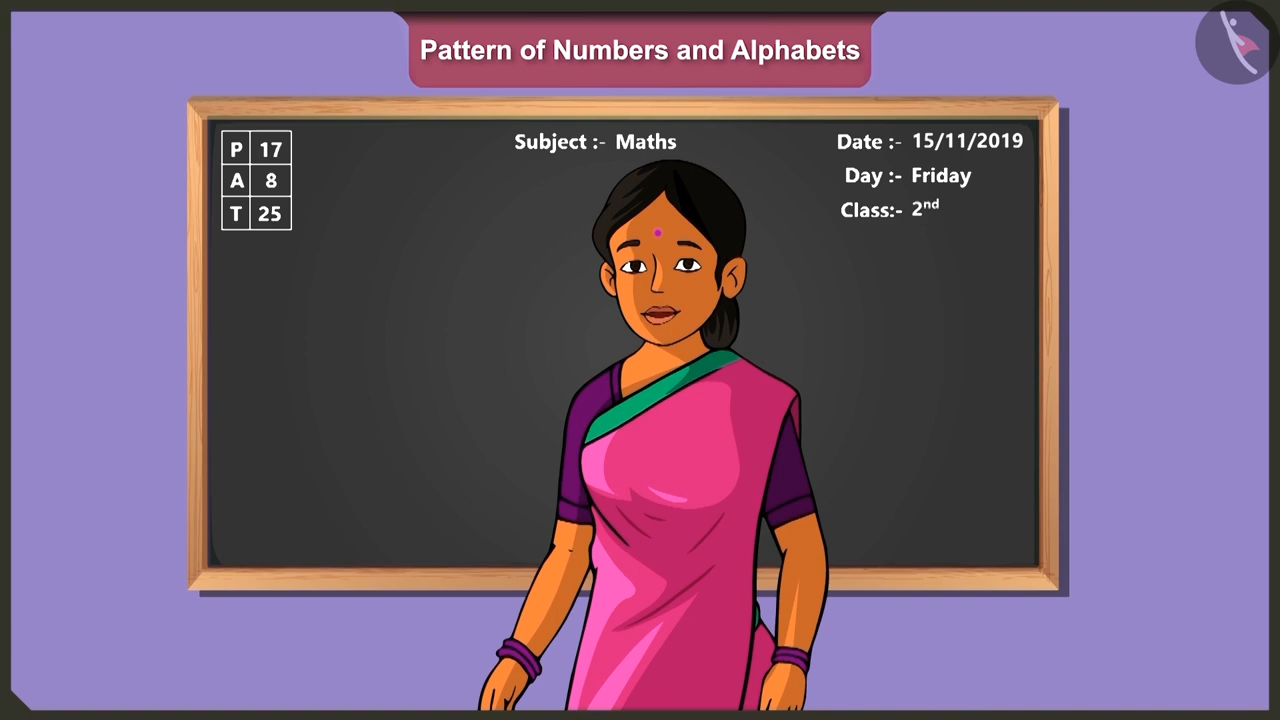 Pattern of Numbers and Alphabets
P 17
A 8
T 25
Subject :- Maths
Date :- 15/11/2019
Day :- Friday
Class:- 2nd